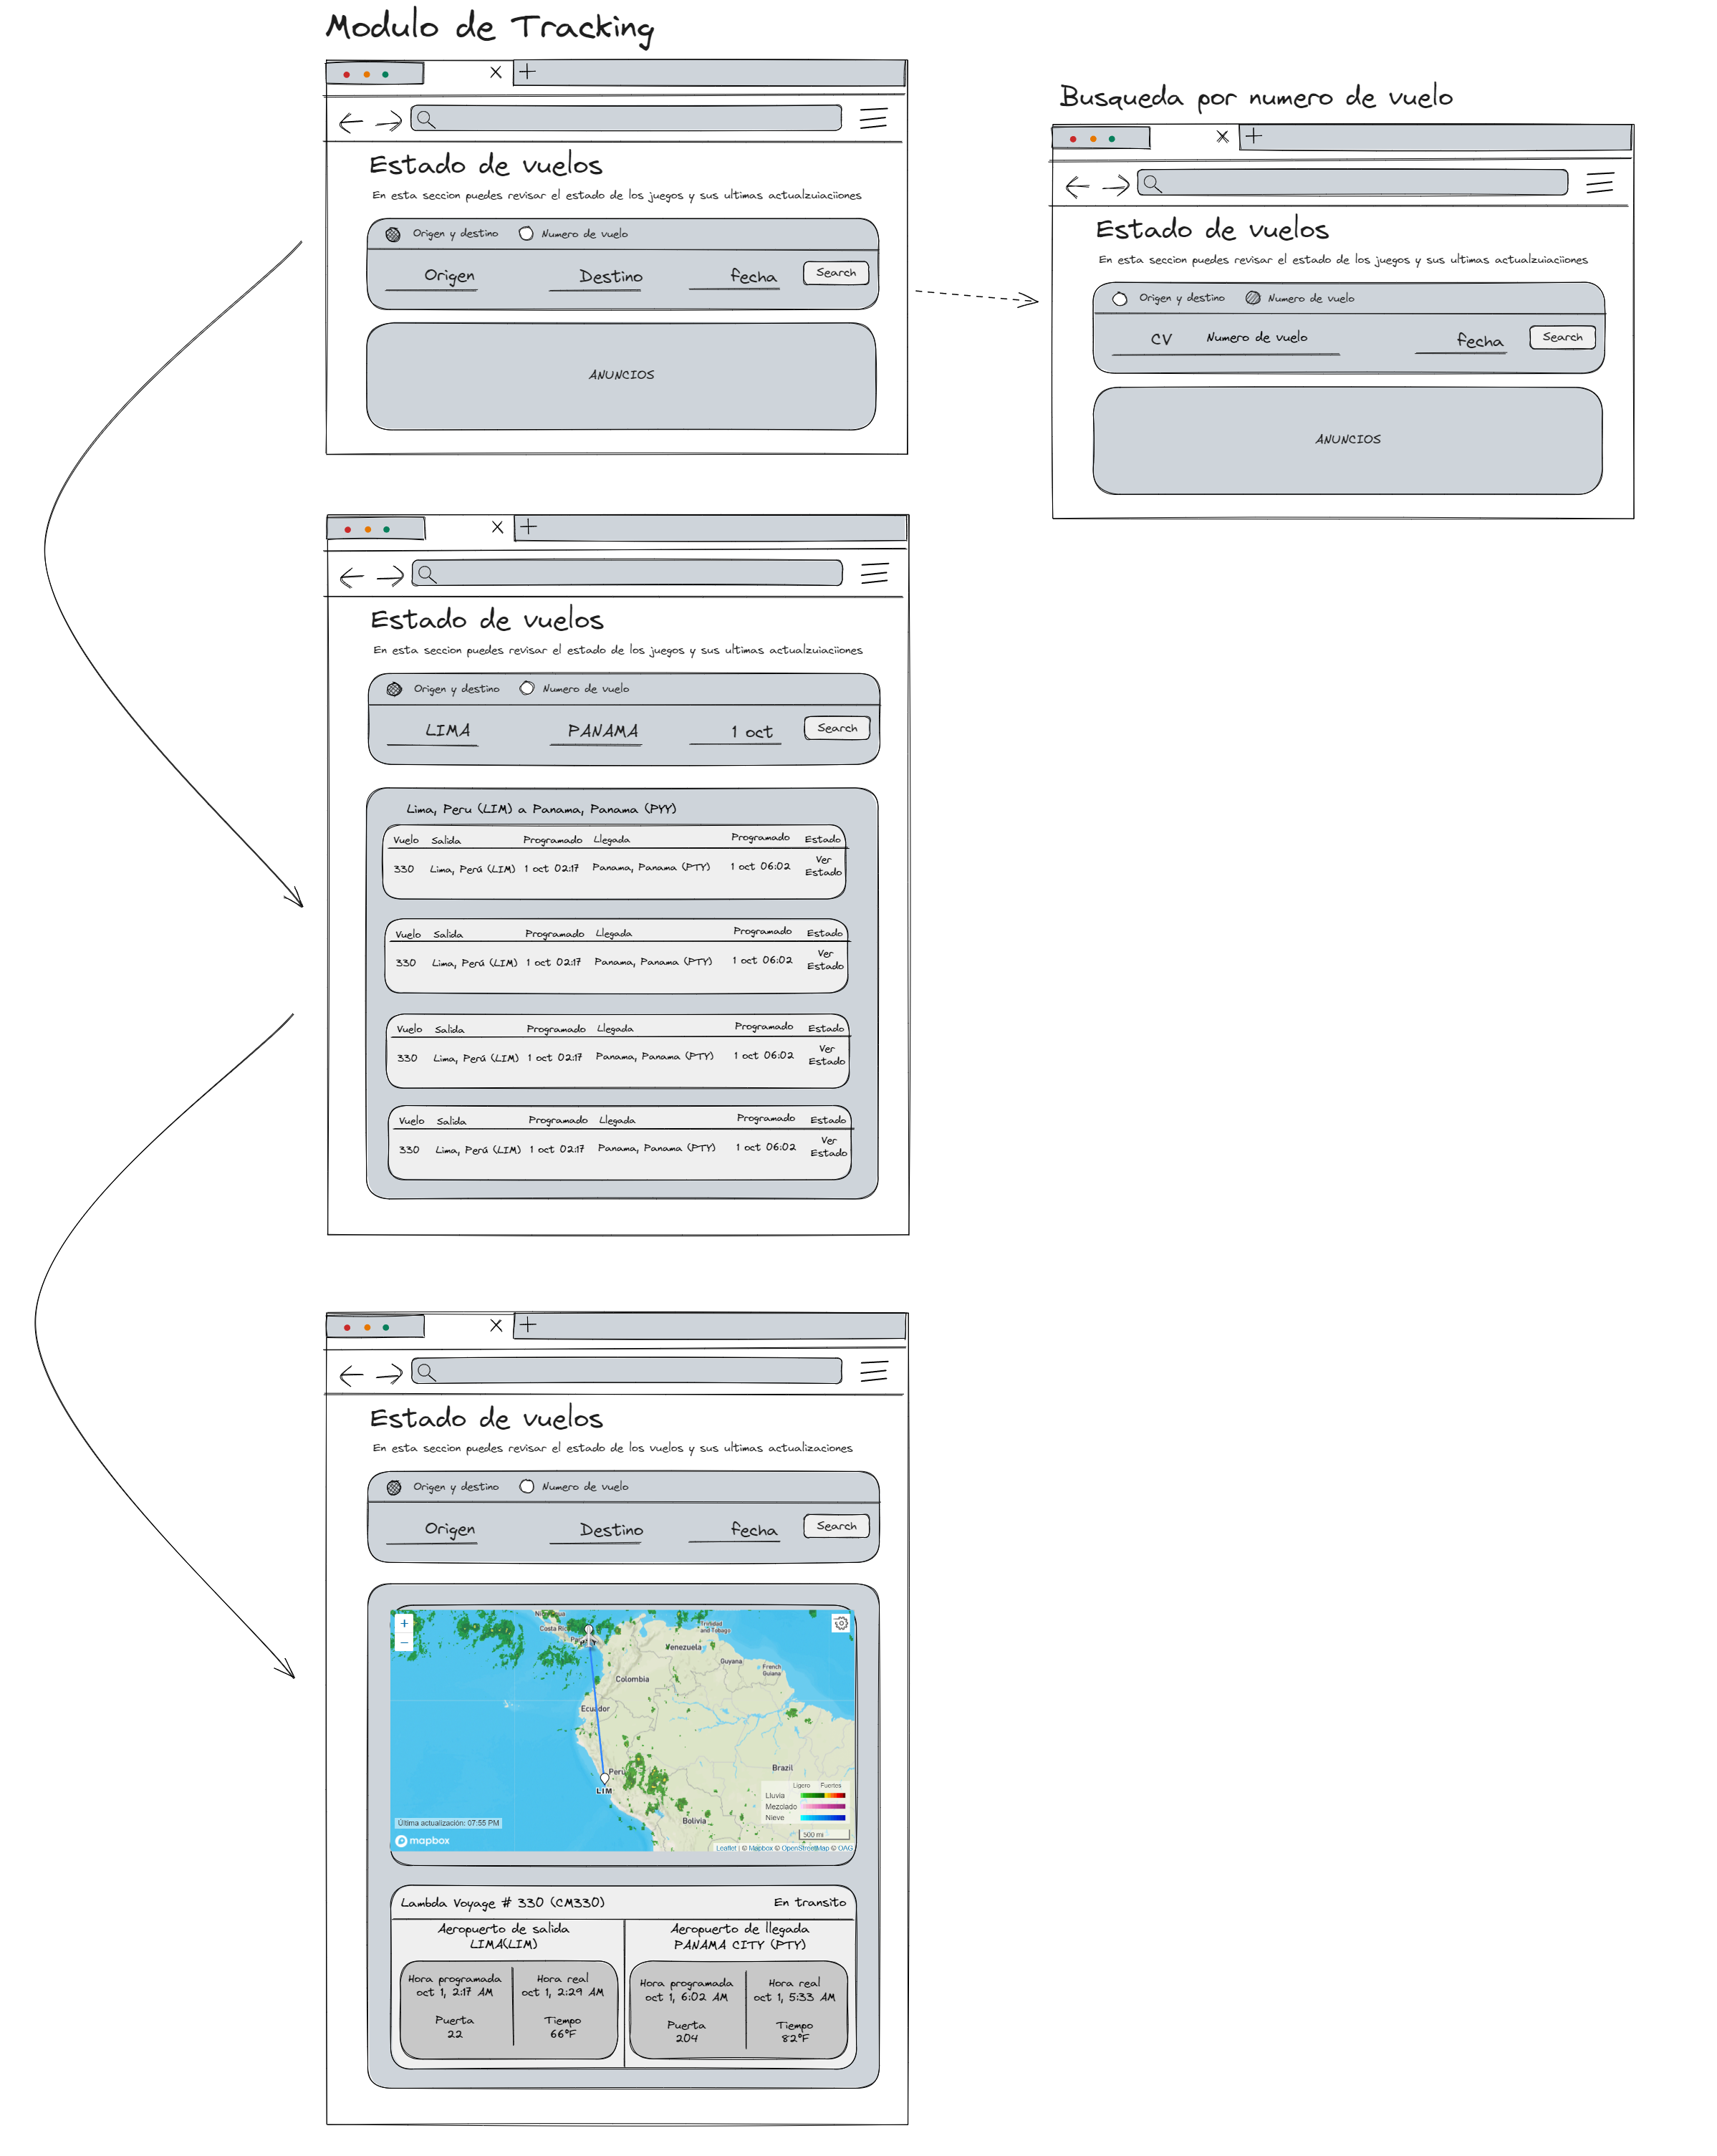 Modulo de Tracking
Estado de vuelos
En esta seccion puedes revisar el estado de los juegos y sus ultimas actualzuiaciiones
Origen y destino Numero de vuelo
Origen Destino fecha Search
ANUNCIOS
Busqueda por numero de vuelo
Estado de vuelos
En esta seccion puedes revisar el estado de los juegos y sus ultimas actualzuiaciiones
Origen y destino Numero de vuelo
CV Numero de vuelo fecha Search
ANUNCIOS
Estado de vuelos
En esta seccion puedes revisar el estado de los juegos y sus ultimas actualzuiaciiones
Origen y destino Numero de vuelo
LIMA PANAMA 1 oct Search
Lima, Peru (LIM) a Panama, Panama (PYY)
Vuelo Salida Programado Llegada Programado Estado
330 Lima, Perú (LIM) 1 oct 02:17 Panama, Panama (PTY) 1 oct 06:02 Ver
Estado
Vuelo Salida Programado Llegada Programado Estado
330 Lima, Perú (LIM) 1 oct 02:17 Panama, Panama (PTY) 1 oct 06:02 Ver
Estado
Vuelo Salida Programado Llegada Programado Estado
330 Lima, Perú (LIM) 1 oct 02:17 Panama, Panama (PTY) 1 oct 06:02 Ver
Estado
Vuelo Salida Programado Llegada Programado Estado
330 Lima, Perú (LIM) 1 oct 02:17 Panama, Panama (PTY) 1 oct 06:02 Ver
Estado
Estado de vuelos
En esta seccion puedes revisar el estado de los vuelos y sus ultimas actualizaciones
Origen y destino Numero de vuelo
Origen Destino fecha Search
Costa Rica
Trinidad
and Tobago
Venezuela
Guyana
French
Guiana
Colombia
Ecuador
Perú
LIM
Brazil
Bolivia
Ligero Fuertes
Lluvia
Mezclado
Nieve
500 mi
Última actualización: 07:55 PM
mapbox
Leaflet | © Mapbox © OpenStreetMap © OAG
Lambda Voyage # 330 (CM330) En transito
Aeropuerto de salida
LIMA(LIM)
Hora programada Hora real
oct 1, 2:17 AM oct 1, 2:29 AM
Puerta Tiempo
22 66°F
Aeropuerto de llegada
PANAMA CITY (PTY)
Hora programada Hora real
oct 1, 6:02 AM oct 1, 5:33 AM
Puerta Tiempo
204 82°F